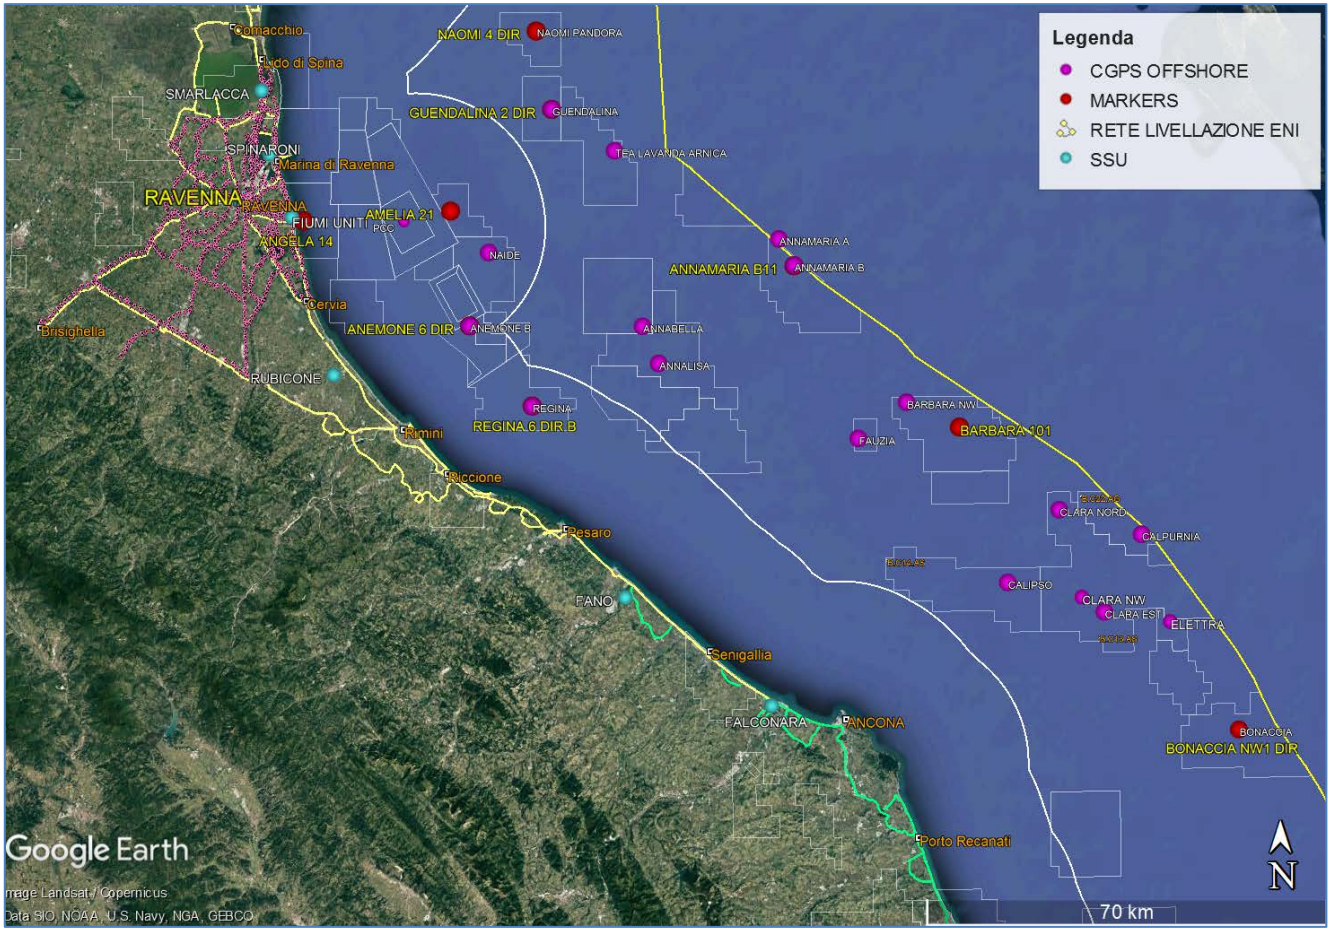 Comacchio
Lido di Spina
SMARLACCA
SPINARONI
Marina di Ravenna
RAVENNA
RAVENNA
FIUMI UNITI
ANGELA 14
Cervia
Brisighella
RUBICONE
Rimini
Riccione
Pesaro
FANO
Senigallia
FALCONARA
ANCONA
Porto Recanati
NAOMI 4 DIR
NAOMI PANDORA
GUENDALINA 2 DIR
GUENDALINA
TEA LAVANDA ARNICA
AMELIA 21
PCC
NAIDE
ANNAMARIA A
ANNAMARIA B11
ANNAMARIA B
ANEMONE 6 DIR
ANEMONE B
ANNABELLA
ANNALISA
REGINA
REGINA 6 DIR B
BARBARA NW
BARBARA 101
FAUZIA
CLARA NORD
CALPURNIA
CALIPSO
CLARA NW
CLARA EST
ELETTRA
BONACCIA
BONACCIA NW1 DIR
Legenda
CGPS OFFSHORE
MARKERS
RETE LIVELLAZIONE ENI
SSU
N
70 km
Google Earth
mage Landsat / Copernicus
Data SIO, NOAA, U.S. Navy, NGA, GEBCO